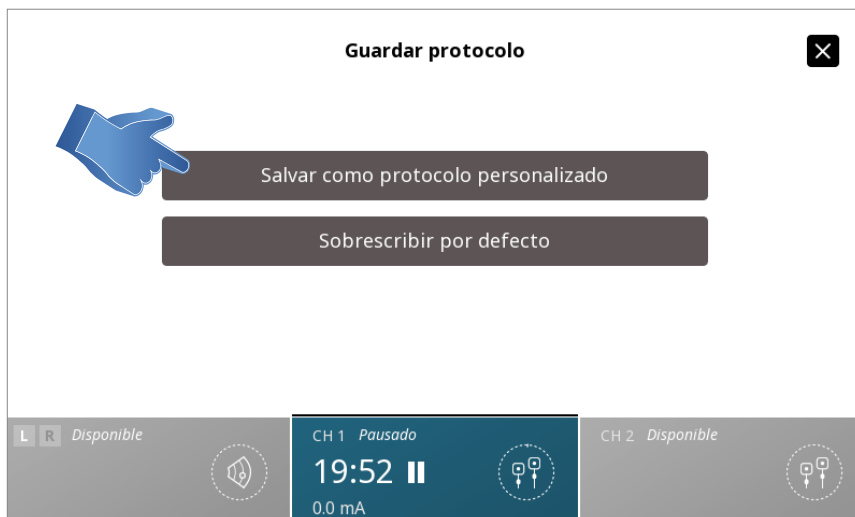 Guardar protocolo
Salvar como protocolo personalizado
Sobrescribir por defecto
L R Disponible
CH 1 Pausado
19:52
0.0 mA
CH 2 Disponible